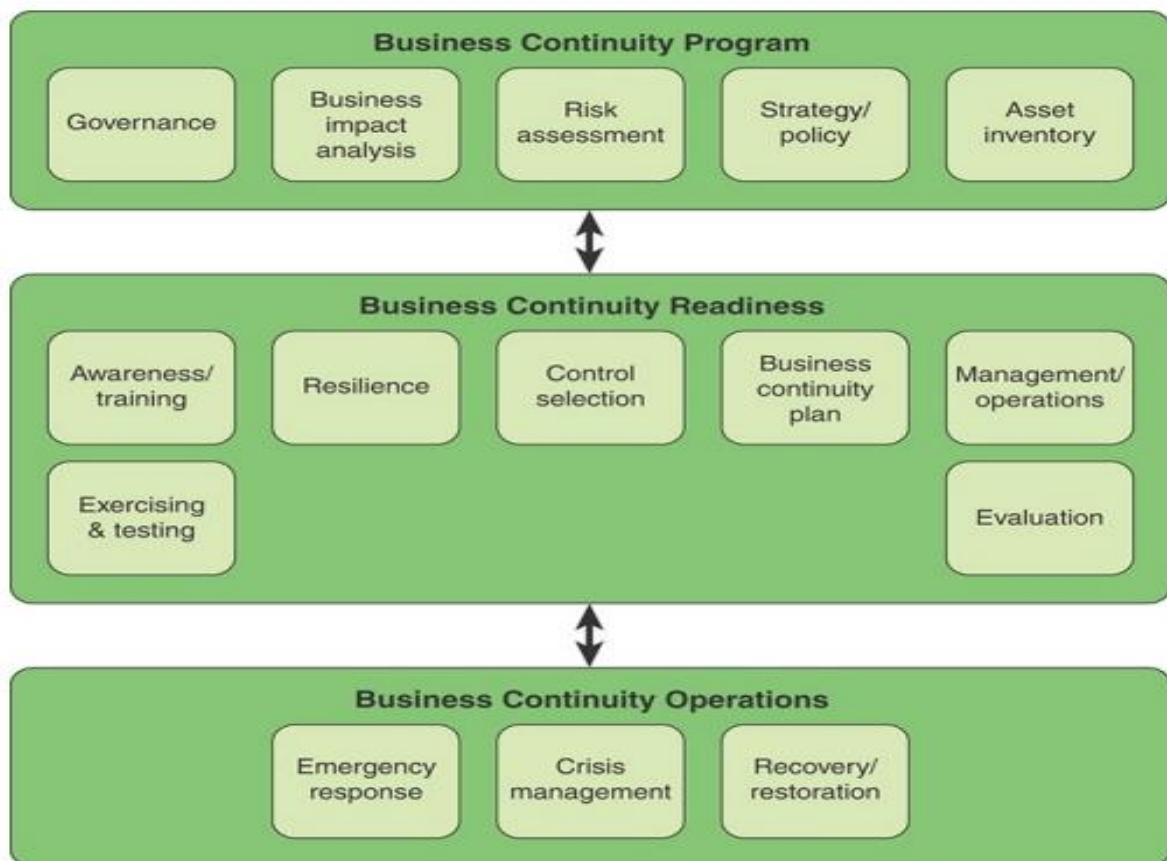 Business Continuity Program
Governance
Business
impact
analysis
Risk
assessment
Strategy/
policy
Asset
inventory
Business Continuity Readiness
Awareness/
training
Resilience
Control
selection
Business
continuity
plan
Management/
operations
Exercising
& testing
Evaluation
Business Continuity Operations
Emergency
response
Crisis
management
Recovery/
restoration